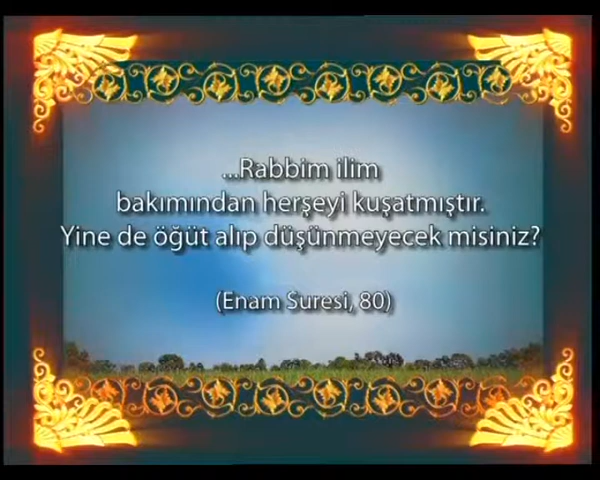 ...Rabbim ilim
bakımından herşeyi kuşatmıştır.
Yine de öğüt alıp düşünmeyecek misiniz?
(Enam Suresi, 80)